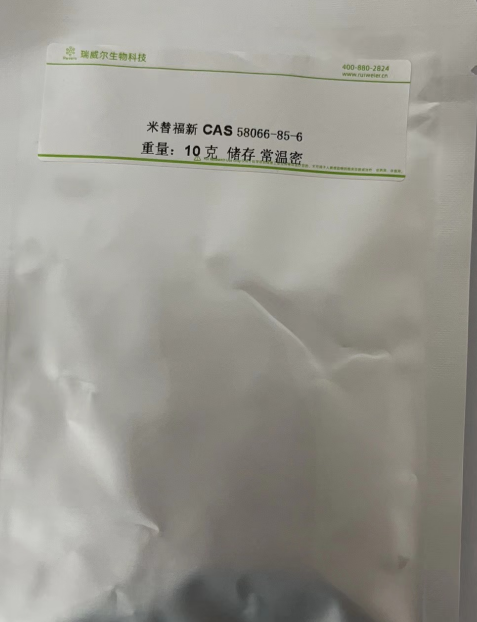 瑞威尔生物科技
400-880-2824
www.ruiweier.cn
米替福新 CAS 58066-85-6
重量：10克 储存 常温密